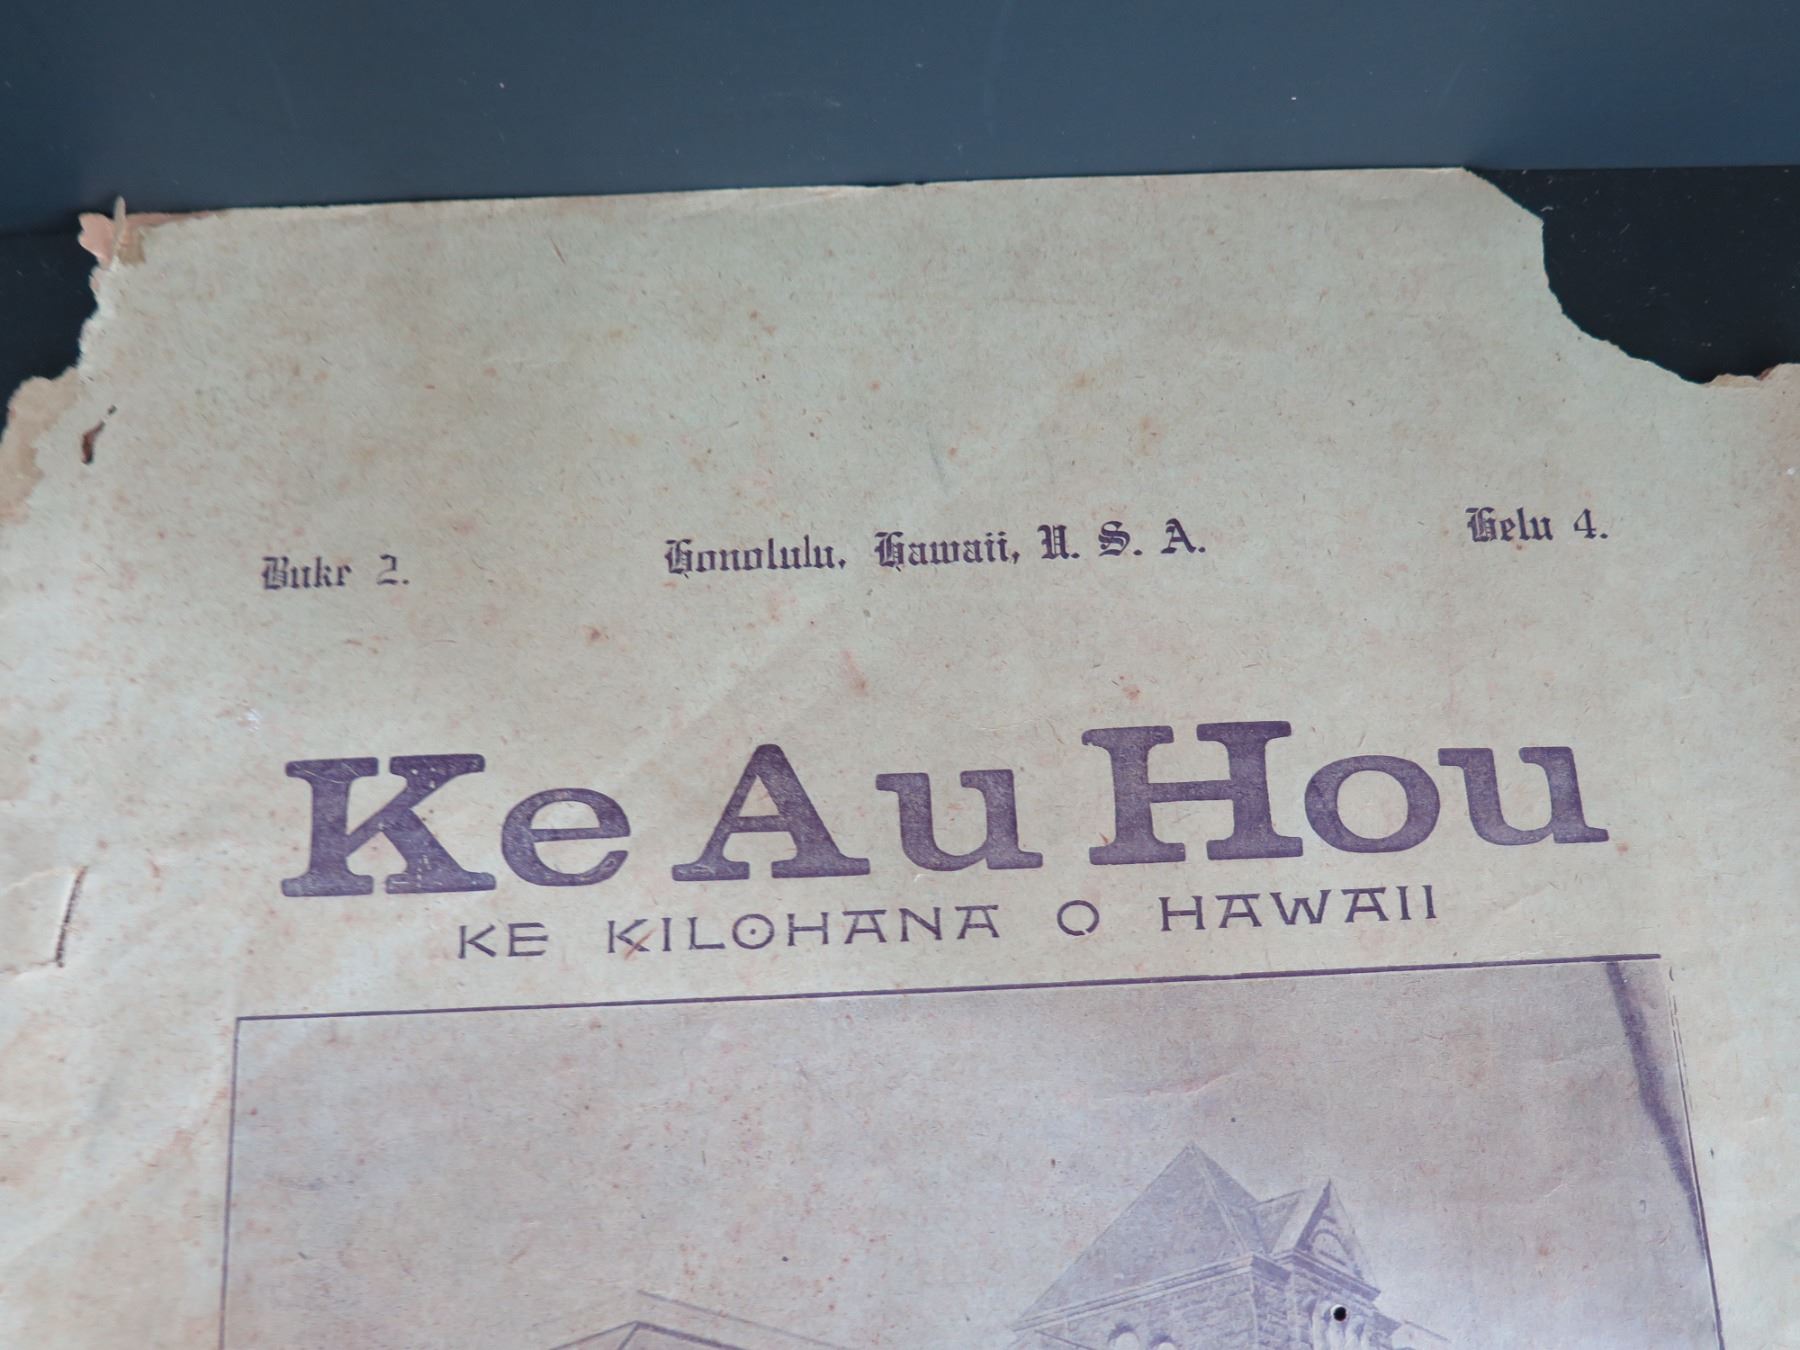 Buke 2. Honolulu, Hawaii, U. S. A. Helu 4.
Ke Au Hou
KE KILOHANA O HAWAII